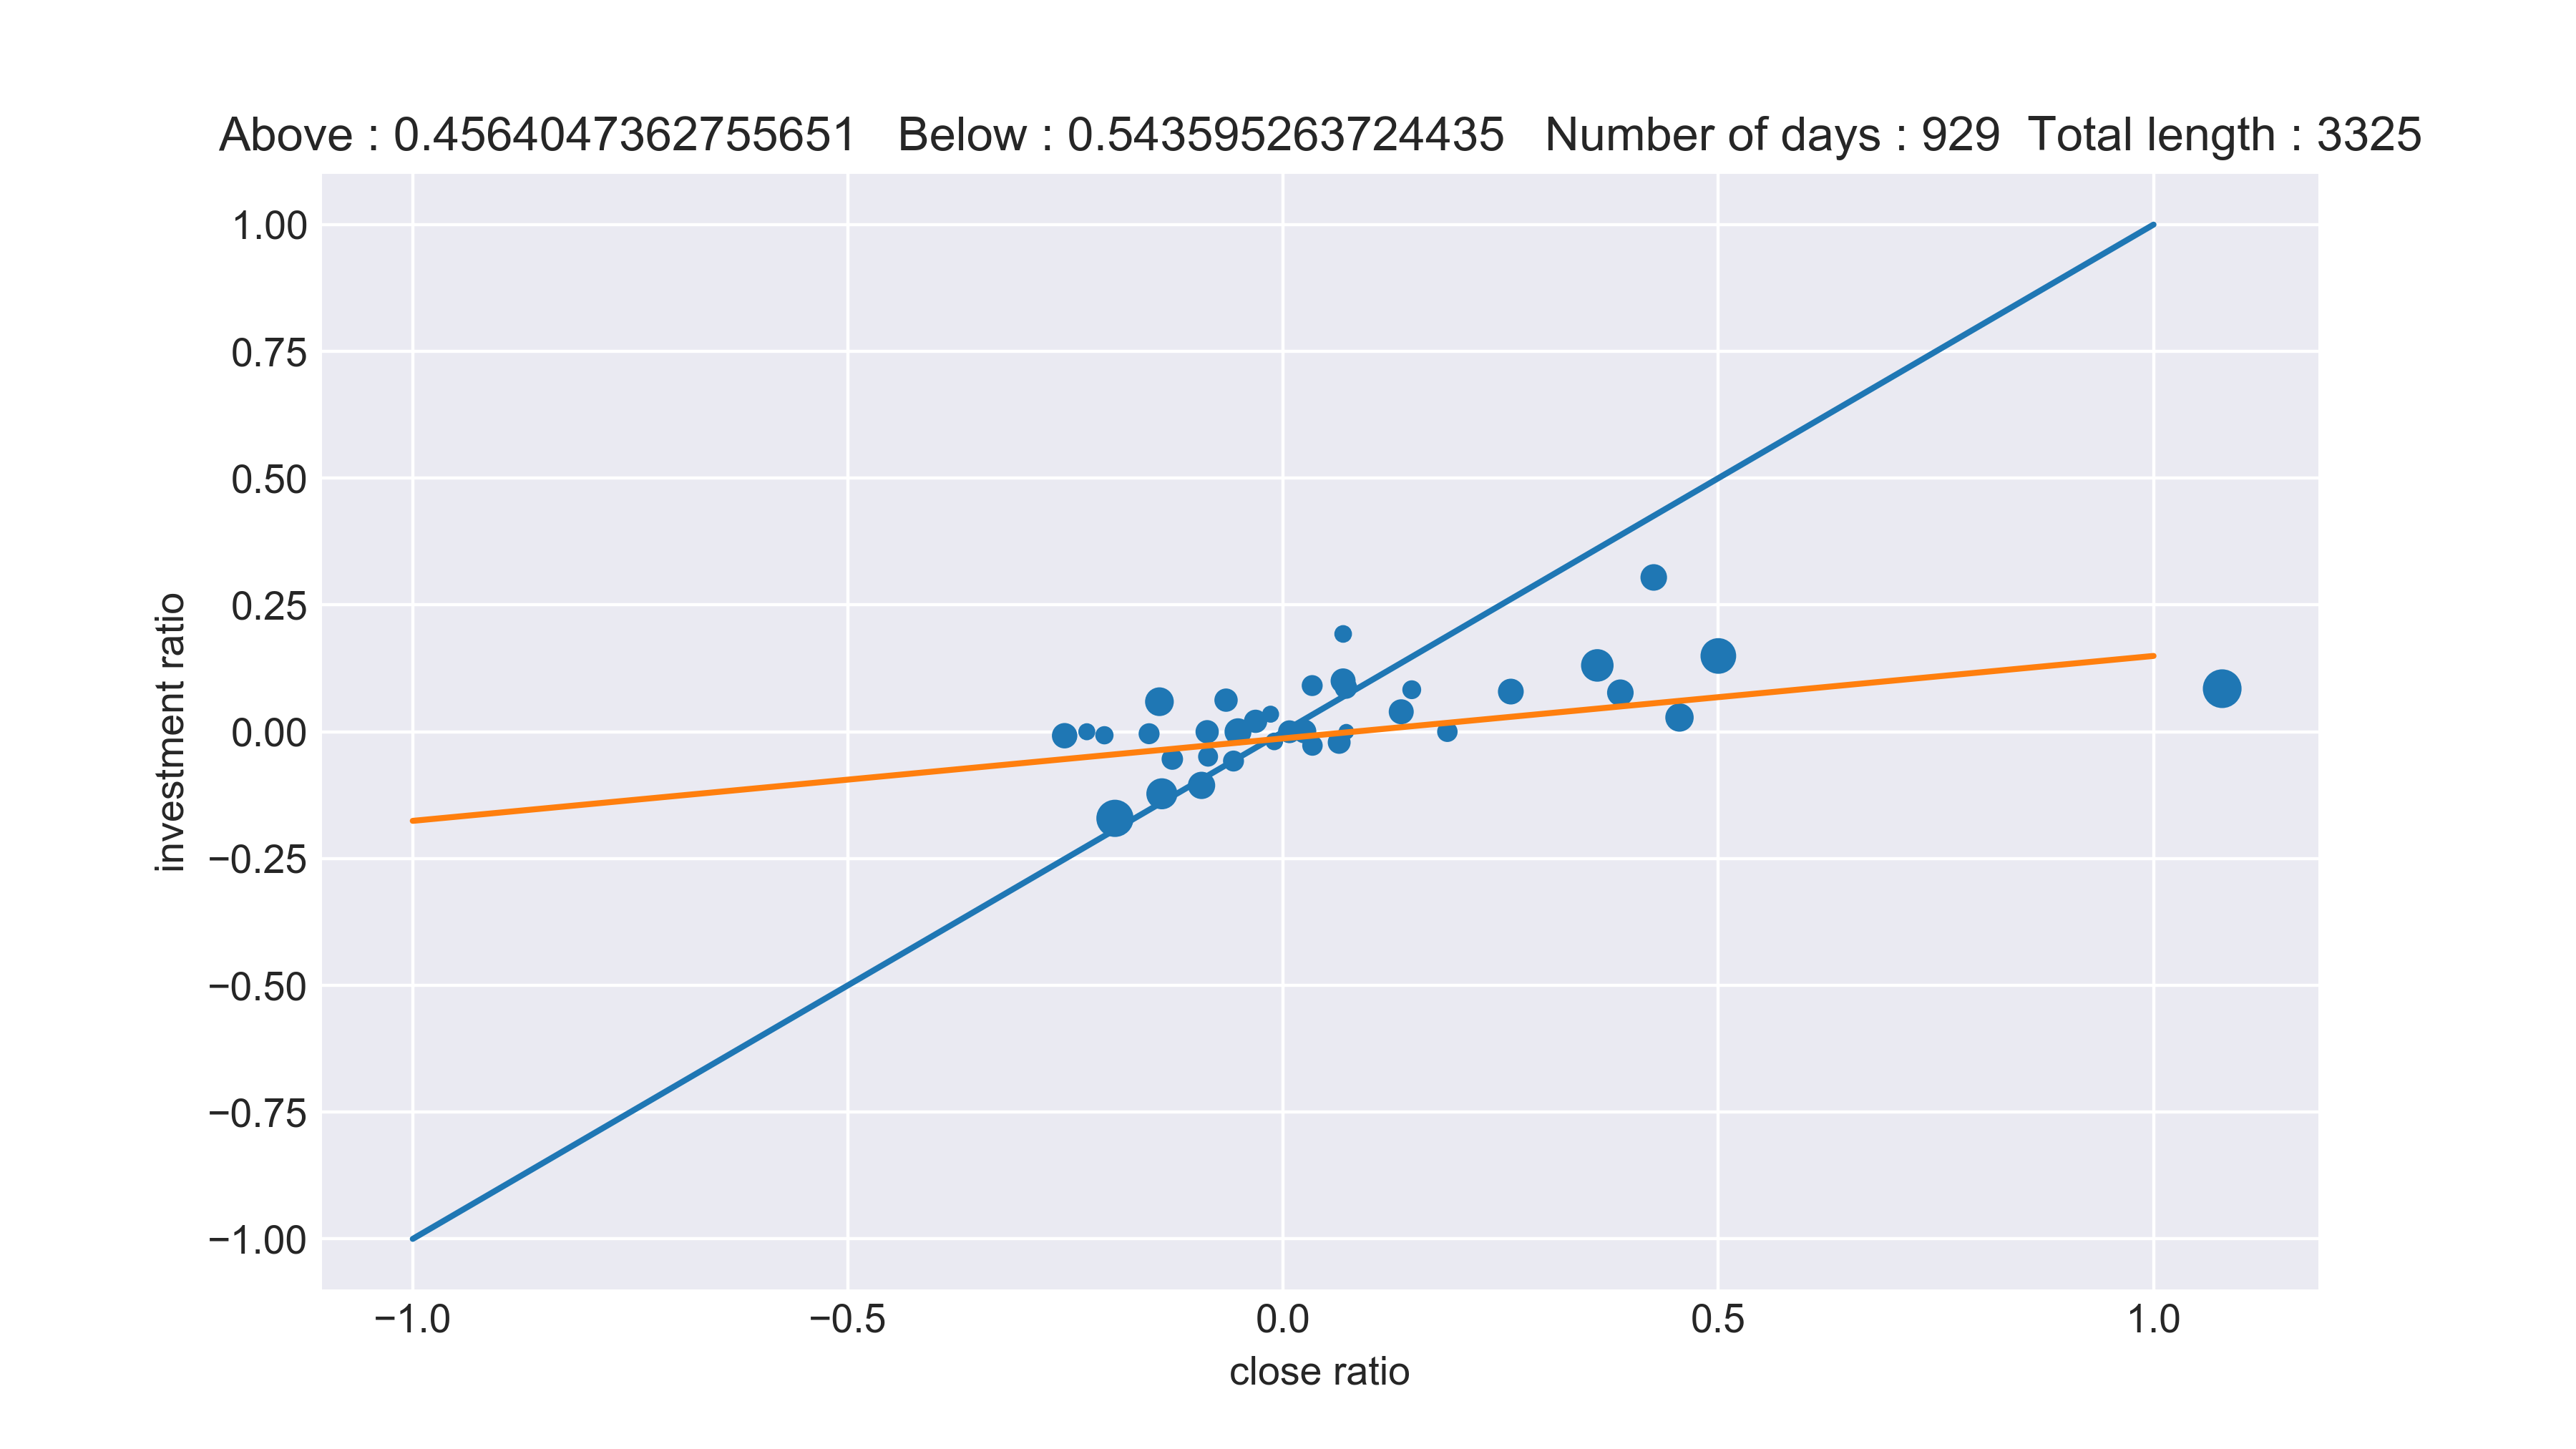 Above : 0.4564047362755651   Below : 0.543595263724435   Number of days : 929  Total length : 3325
1.00
0.75
0.50
0.25
0.00
−0.25
−0.50
−0.75
−1.00
investment ratio
−1.0 −0.5 0.0 0.5 1.0
close ratio